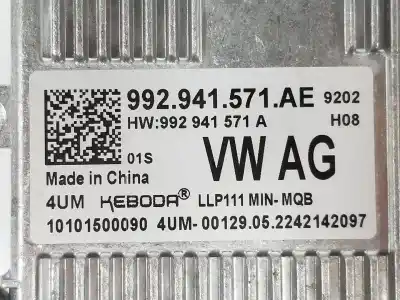 992.941.571.AE 9202
HW:992 941 571 A H08
01S VW AG
Made in China
4UM KEBODA® LLP111 MIN-MQB
10101500090 4UM-00129.05.2242142097